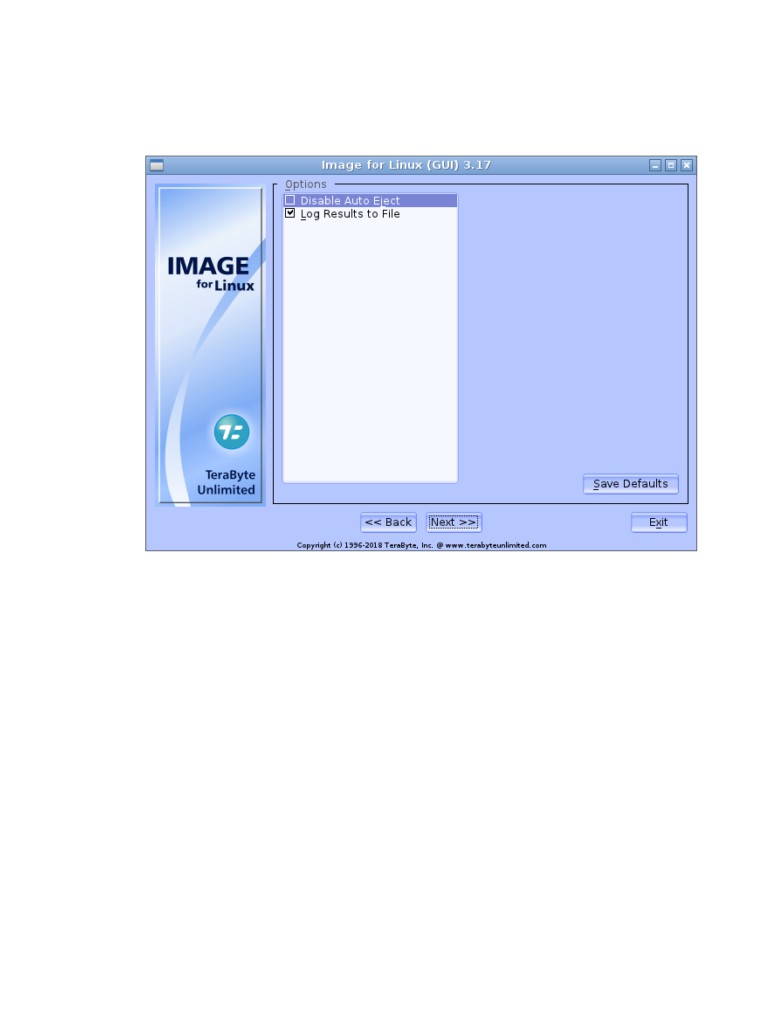 Image for Linux (GUI) 3.17
Options
Disable Auto Eject
Log Results to File
IMAGE
for Linux
TeraByte
Unlimited
Save Defaults
<< Back
Next >>
Exit
Copyright (c) 1996-2018 TeraByte, Inc. @ www.terabyteunlimited.com